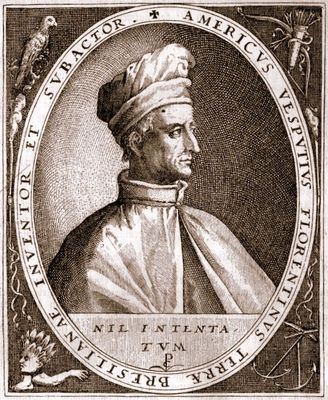 ✠ AMERICVS VESPVTIVS FLORENTINVS TERRÆ BRESILIANÆ INVENTOR ET SVBACTOR.
NIL INTENTA
TVM